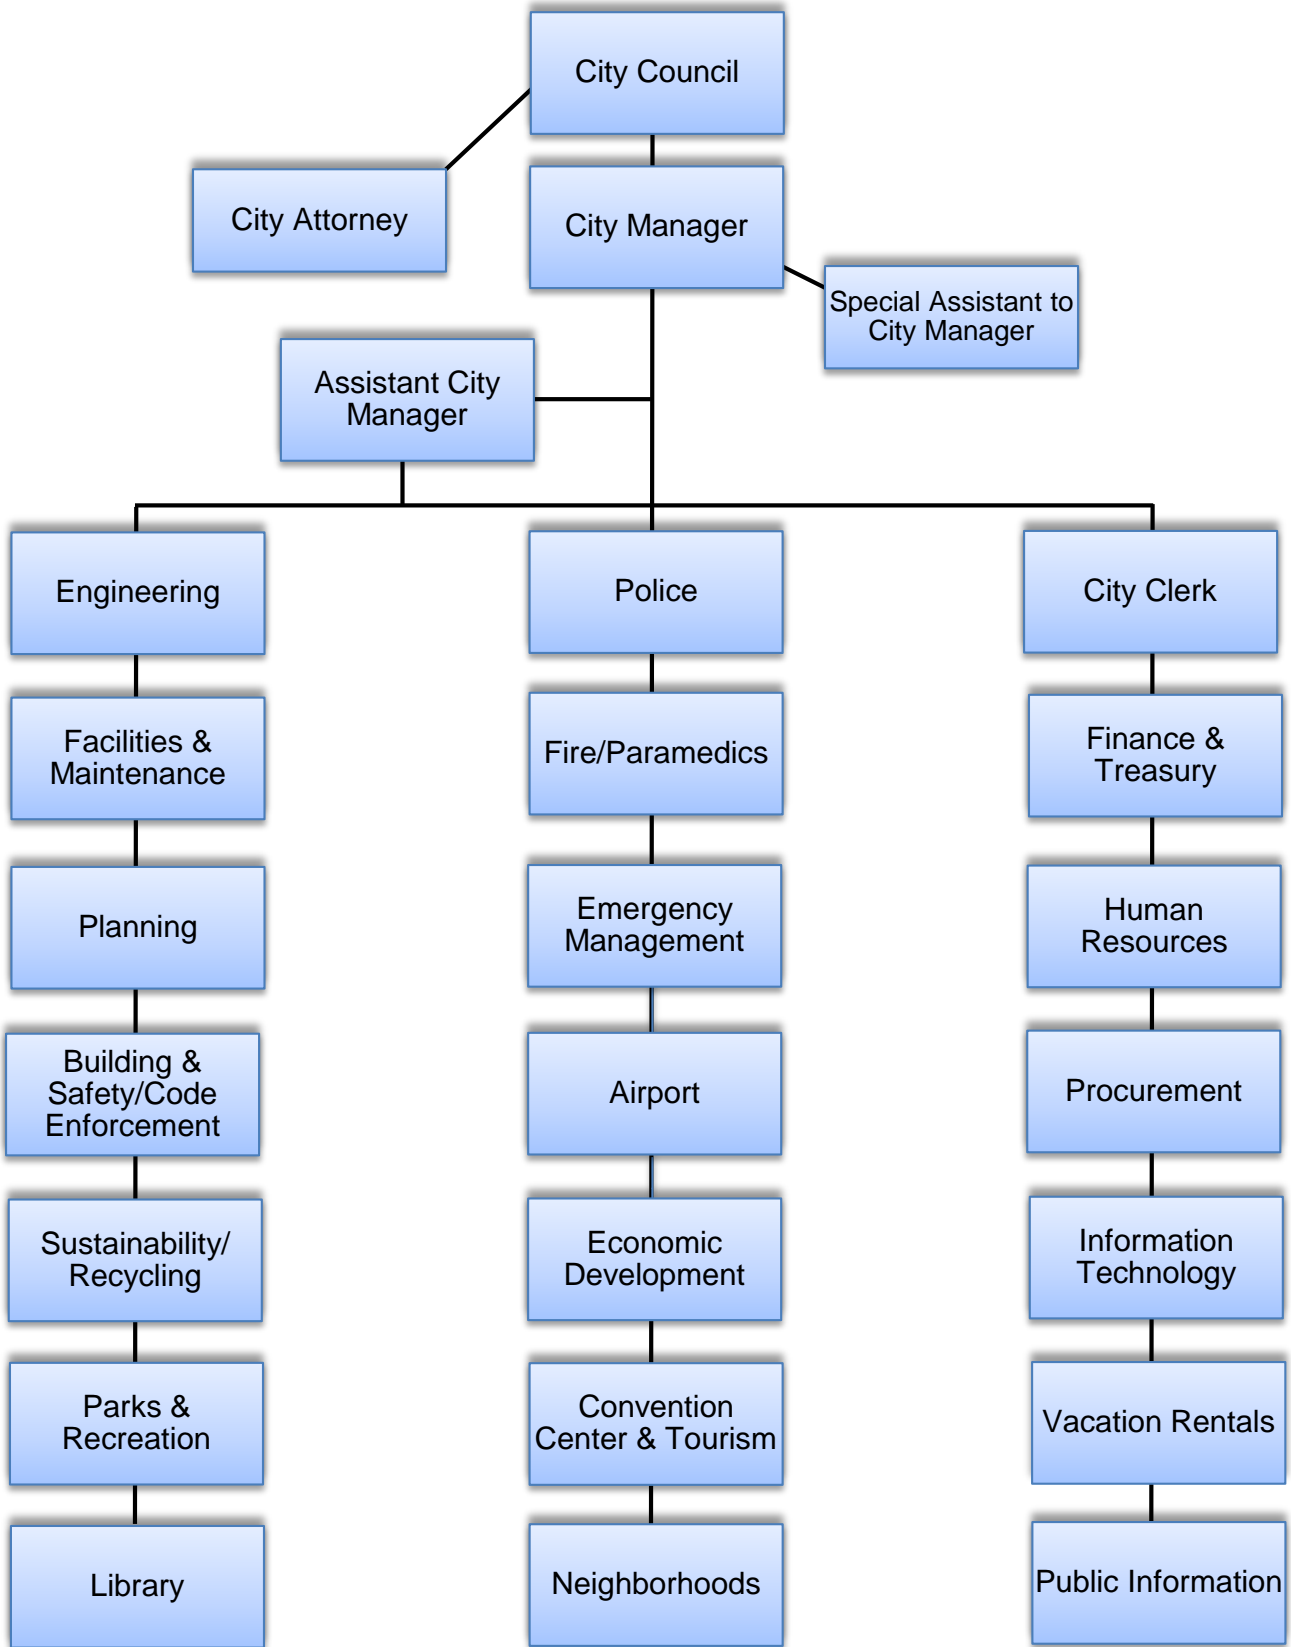 City Council
City Attorney
City Manager
Special Assistant to
City Manager
Assistant City
Manager
Engineering
Police
City Clerk
Facilities &
Maintenance
Fire/Paramedics
Finance &
Treasury
Planning
Emergency
Management
Human
Resources
Building &
Safety/Code
Enforcement
Airport
Procurement
Sustainability/
Recycling
Economic
Development
Information
Technology
Parks &
Recreation
Convention
Center & Tourism
Vacation Rentals
Library
Neighborhoods
Public Information